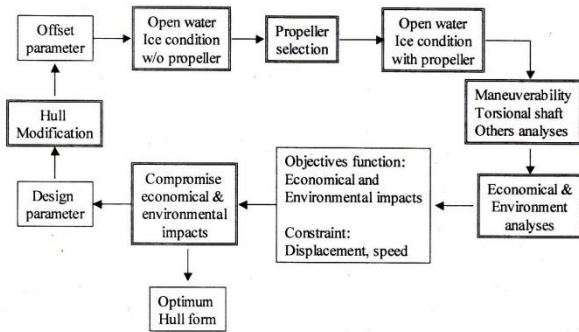 Offset
parameter
Open water
Ice condition
w/o propeller
Propeller
selection
Open water
Ice condition
with propeller
Maneuverability
Torsional shaft
Others analyses
Hull
Modification
Objectives function:
Economical and
Environmental impacts
Constraint:
Displacement, speed
Compromise
economical &
environmental
impacts
Design
parameter
Economical &
Environment
analyses
Optimum
Hull form